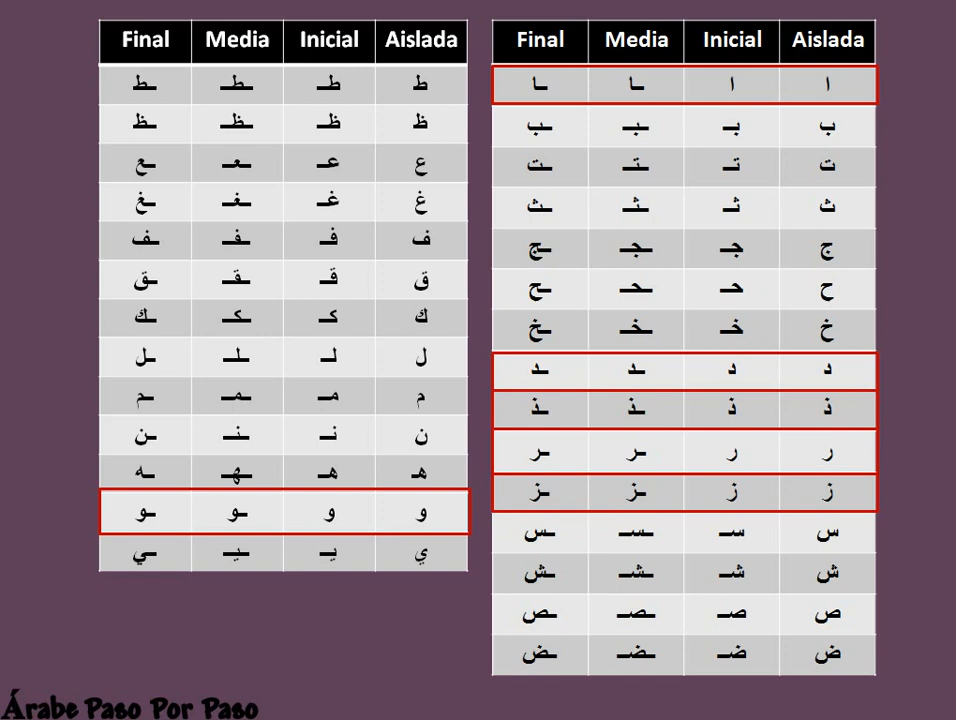 Final Media Inicial Aislada
ـا ـا ا ا
ـب ـبـ بـ ب
ـت ـتـ تـ ت
ـث ـثـ ثـ ث
ـج ـجـ جـ ج
ـح ـحـ حـ ح
ـخ ـخـ خـ خ
ـد ـد د د
ـذ ـذ ذ ذ
ـر ـر ر ر
ـز ـز ز ز
ـس ـسـ سـ س
ـش ـشـ شـ ش
ـص ـصـ صـ ص
ـض ـضـ ضـ ض
Final Media Inicial Aislada
ـط ـطـ طـ ط
ـظ ـظـ ظـ ظ
ـع ـعـ عـ ع
ـغ ـغـ غـ غ
ـف ـفـ فـ ف
ـق ـقـ قـ ق
ـك ـكـ كـ ك
ـل ـلـ لـ ل
ـم ـمـ مـ م
ـن ـنـ نـ ن
ـه ـهـ هـ هـ
ـو ـو و و
ـي ـيـ يـ ي
Árabe Paso Por Paso